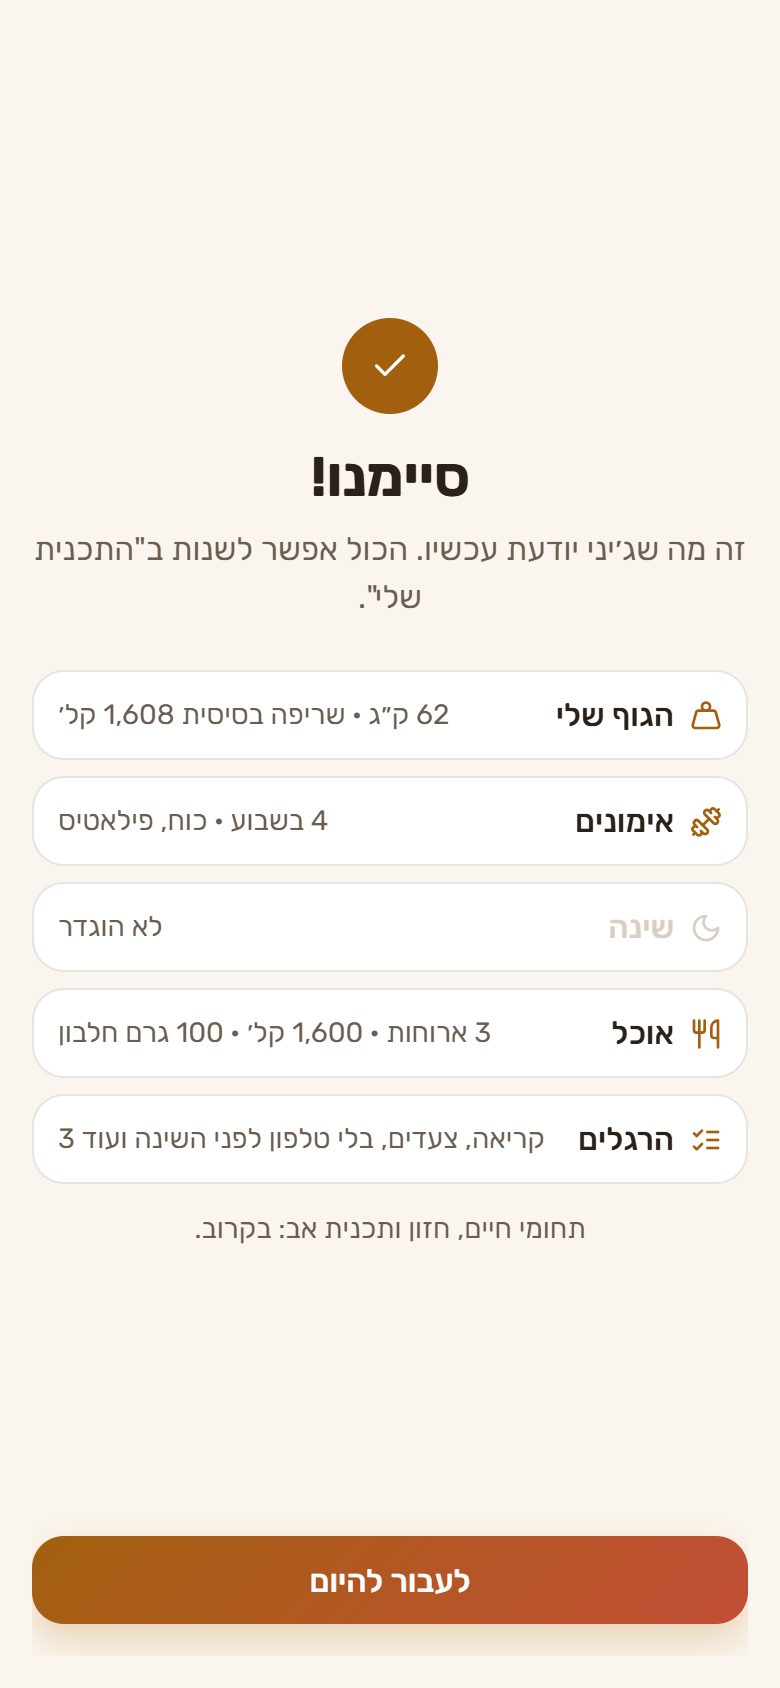 סיימנו!
זה מה שג׳יני יודעת עכשיו. הכול אפשר לשנות ב"התכנית
שלי".
הגוף שלי 62 ק״ג • שריפה בסיסית 1,608 קל׳
אימונים 4 בשבוע • כוח, פילאטיס
שינה לא הוגדר
אוכל 3 ארוחות • 1,600 קל׳ • 100 גרם חלבון
הרגלים קריאה, צעדים, בלי טלפון לפני השינה ועוד 3
תחומי חיים, חזון ותכנית אב: בקרוב.
לעבור להיום